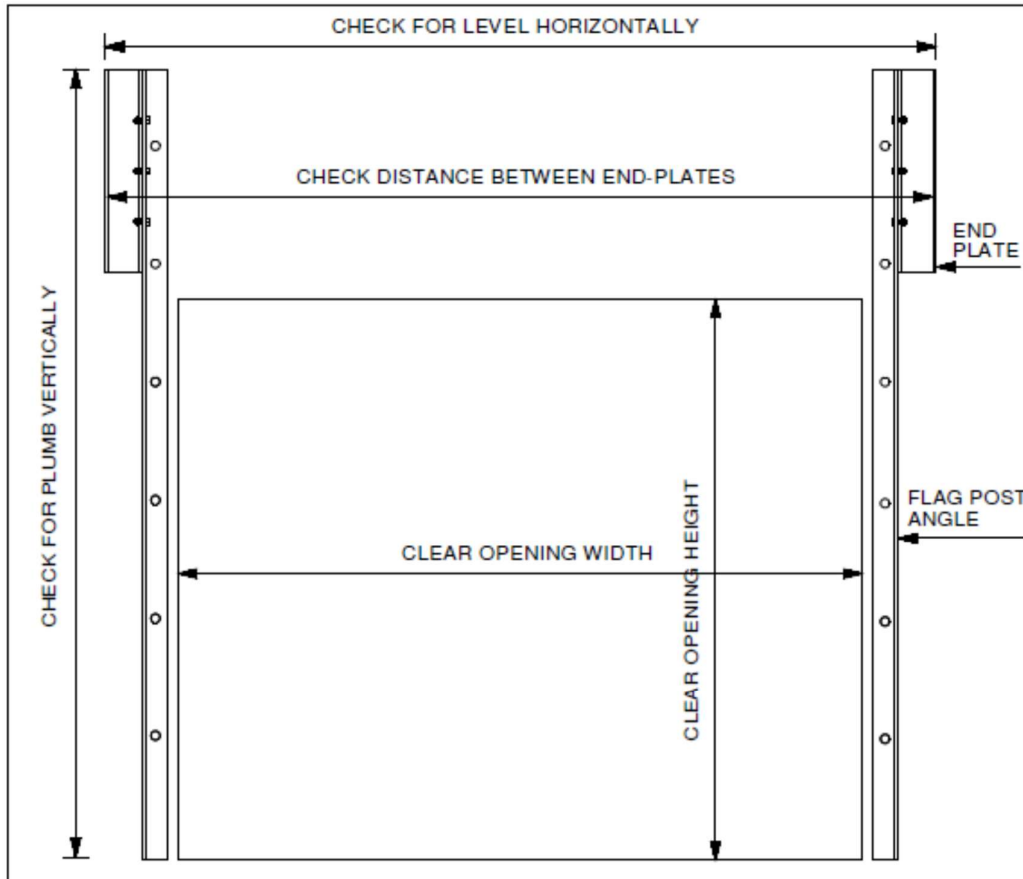 CHECK FOR LEVEL HORIZONTALLY
CHECK DISTANCE BETWEEN END-PLATES
END
PLATE
CHECK FOR PLUMB VERTICALLY
FLAG POST
ANGLE
CLEAR OPENING WIDTH
CLEAR OPENING HEIGHT